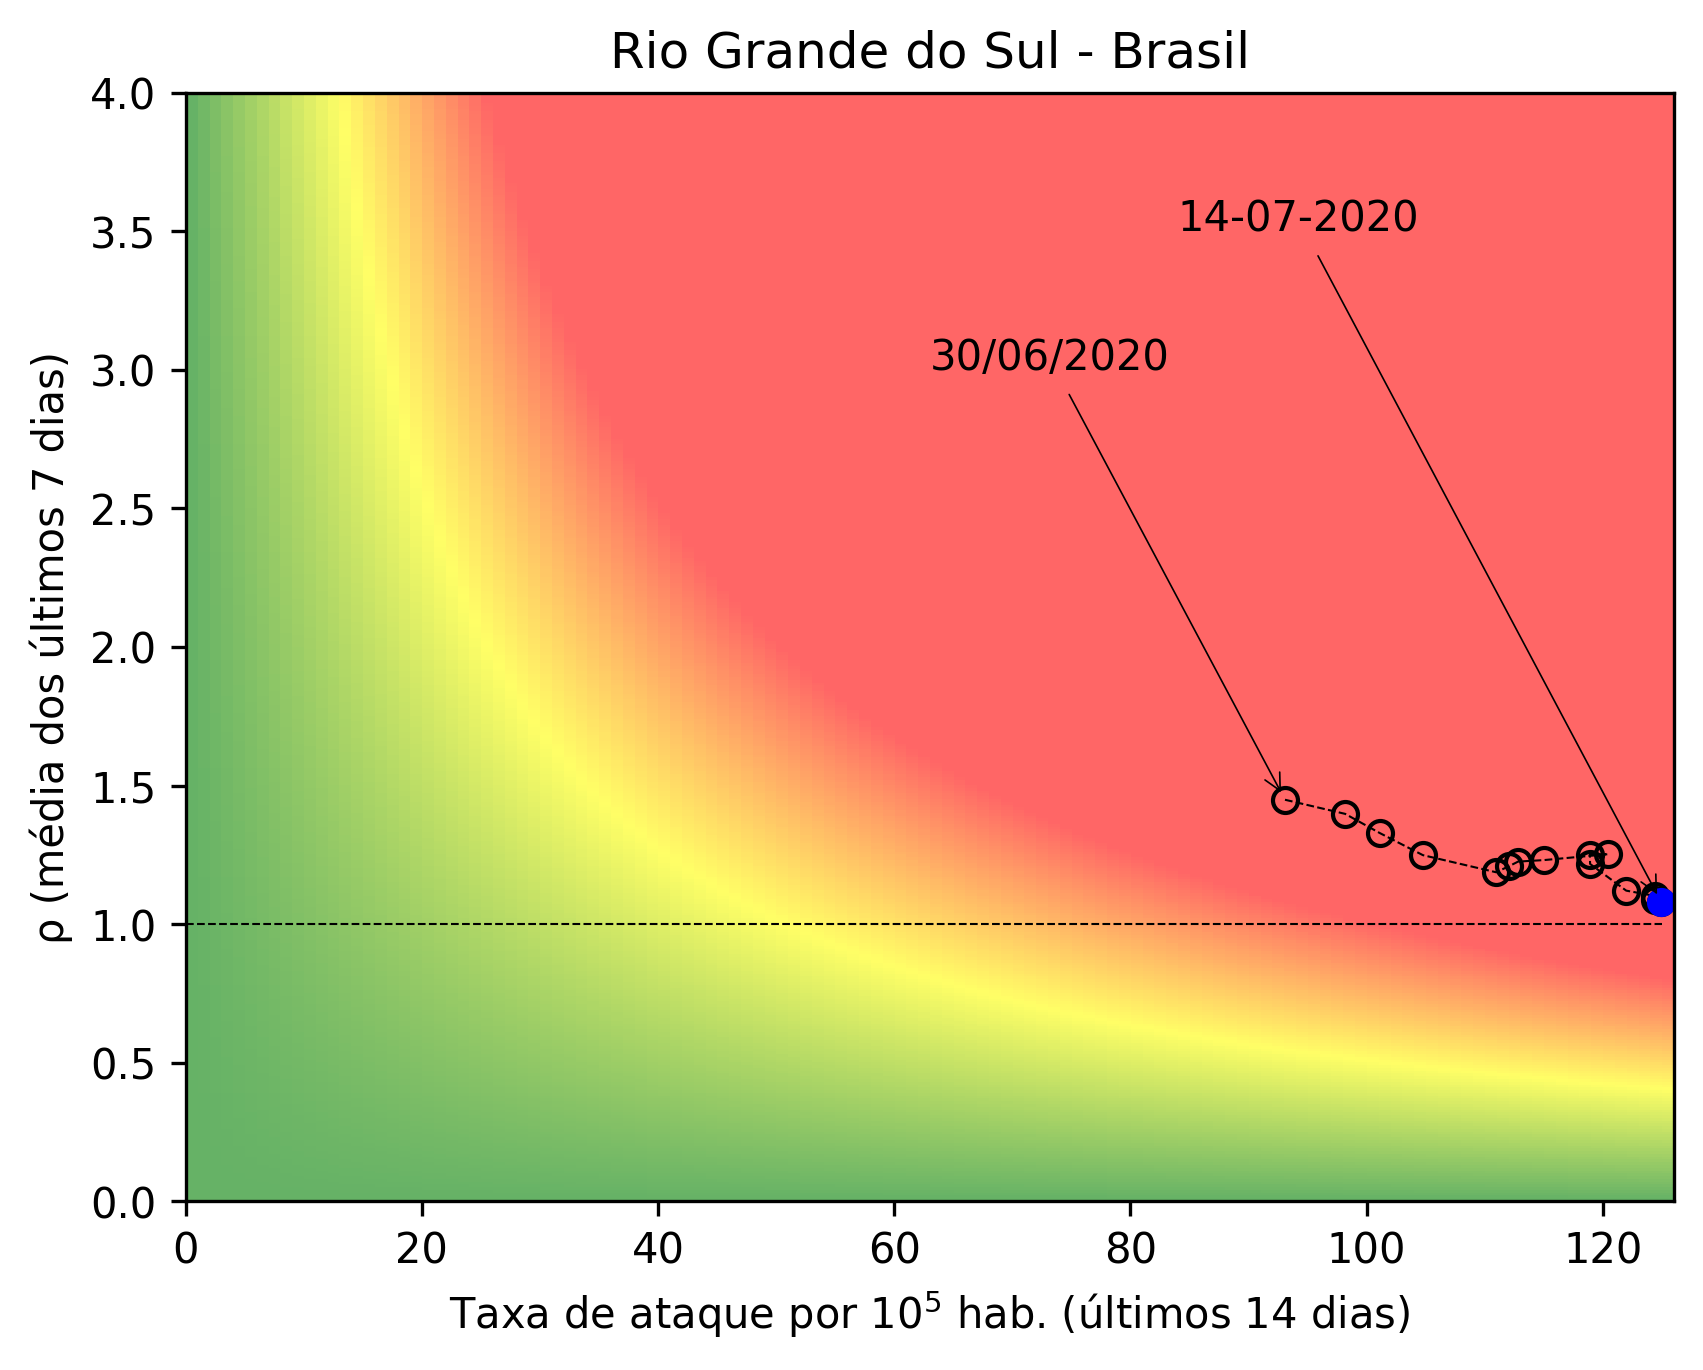 Rio Grande do Sul - Brasil
4.0
3.5
3.0
2.5
2.0
1.5
1.0
0.5
0.0
ρ (média dos últimos 7 dias)
14-07-2020
30/06/2020
0 20 40 60 80 100 120
Taxa de ataque por 10⁵ hab. (últimos 14 dias)